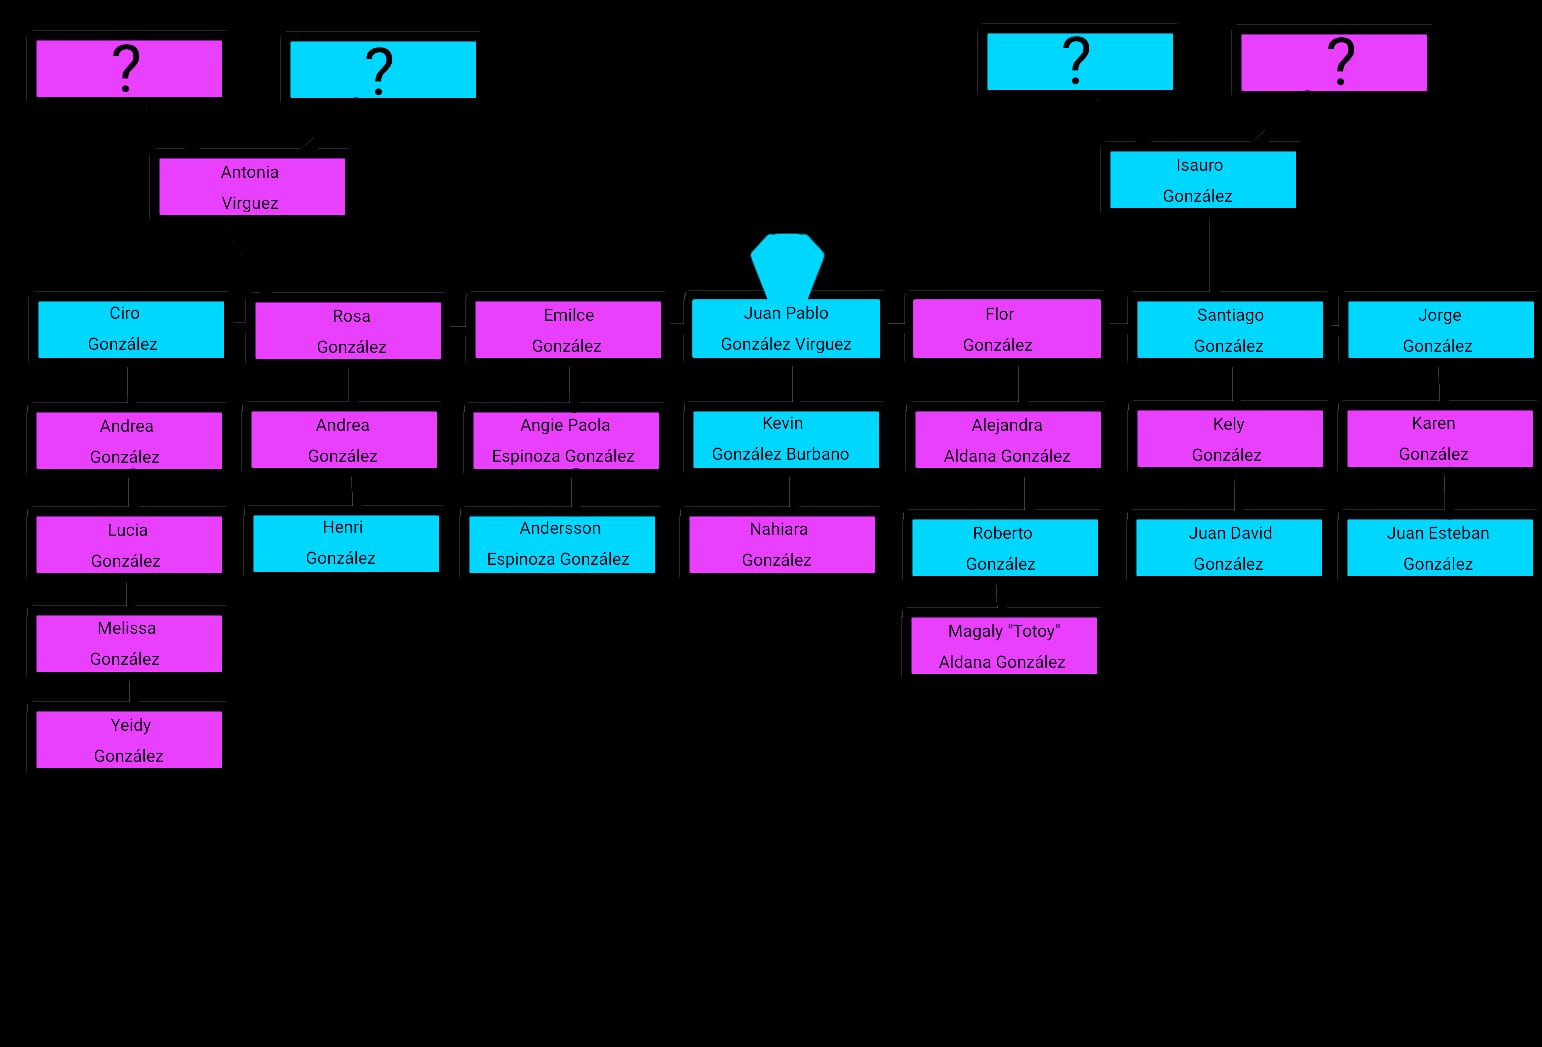 ?
?
?
?
Antonia
Virguez
Isauro
González
Ciro
González
Rosa
González
Emilce
González
Juan Pablo
González Virguez
Flor
González
Santiago
González
Jorge
González
Andrea
González
Andrea
González
Angie Paola
Espinoza González
Kevin
González Burbano
Alejandra
Aldana González
Kely
González
Karen
González
Lucia
González
Henri
González
Andersson
Espinoza González
Nahiara
González
Roberto
González
Juan David
González
Juan Esteban
González
Melissa
González
Magaly "Totoy"
Aldana González
Yeidy
González